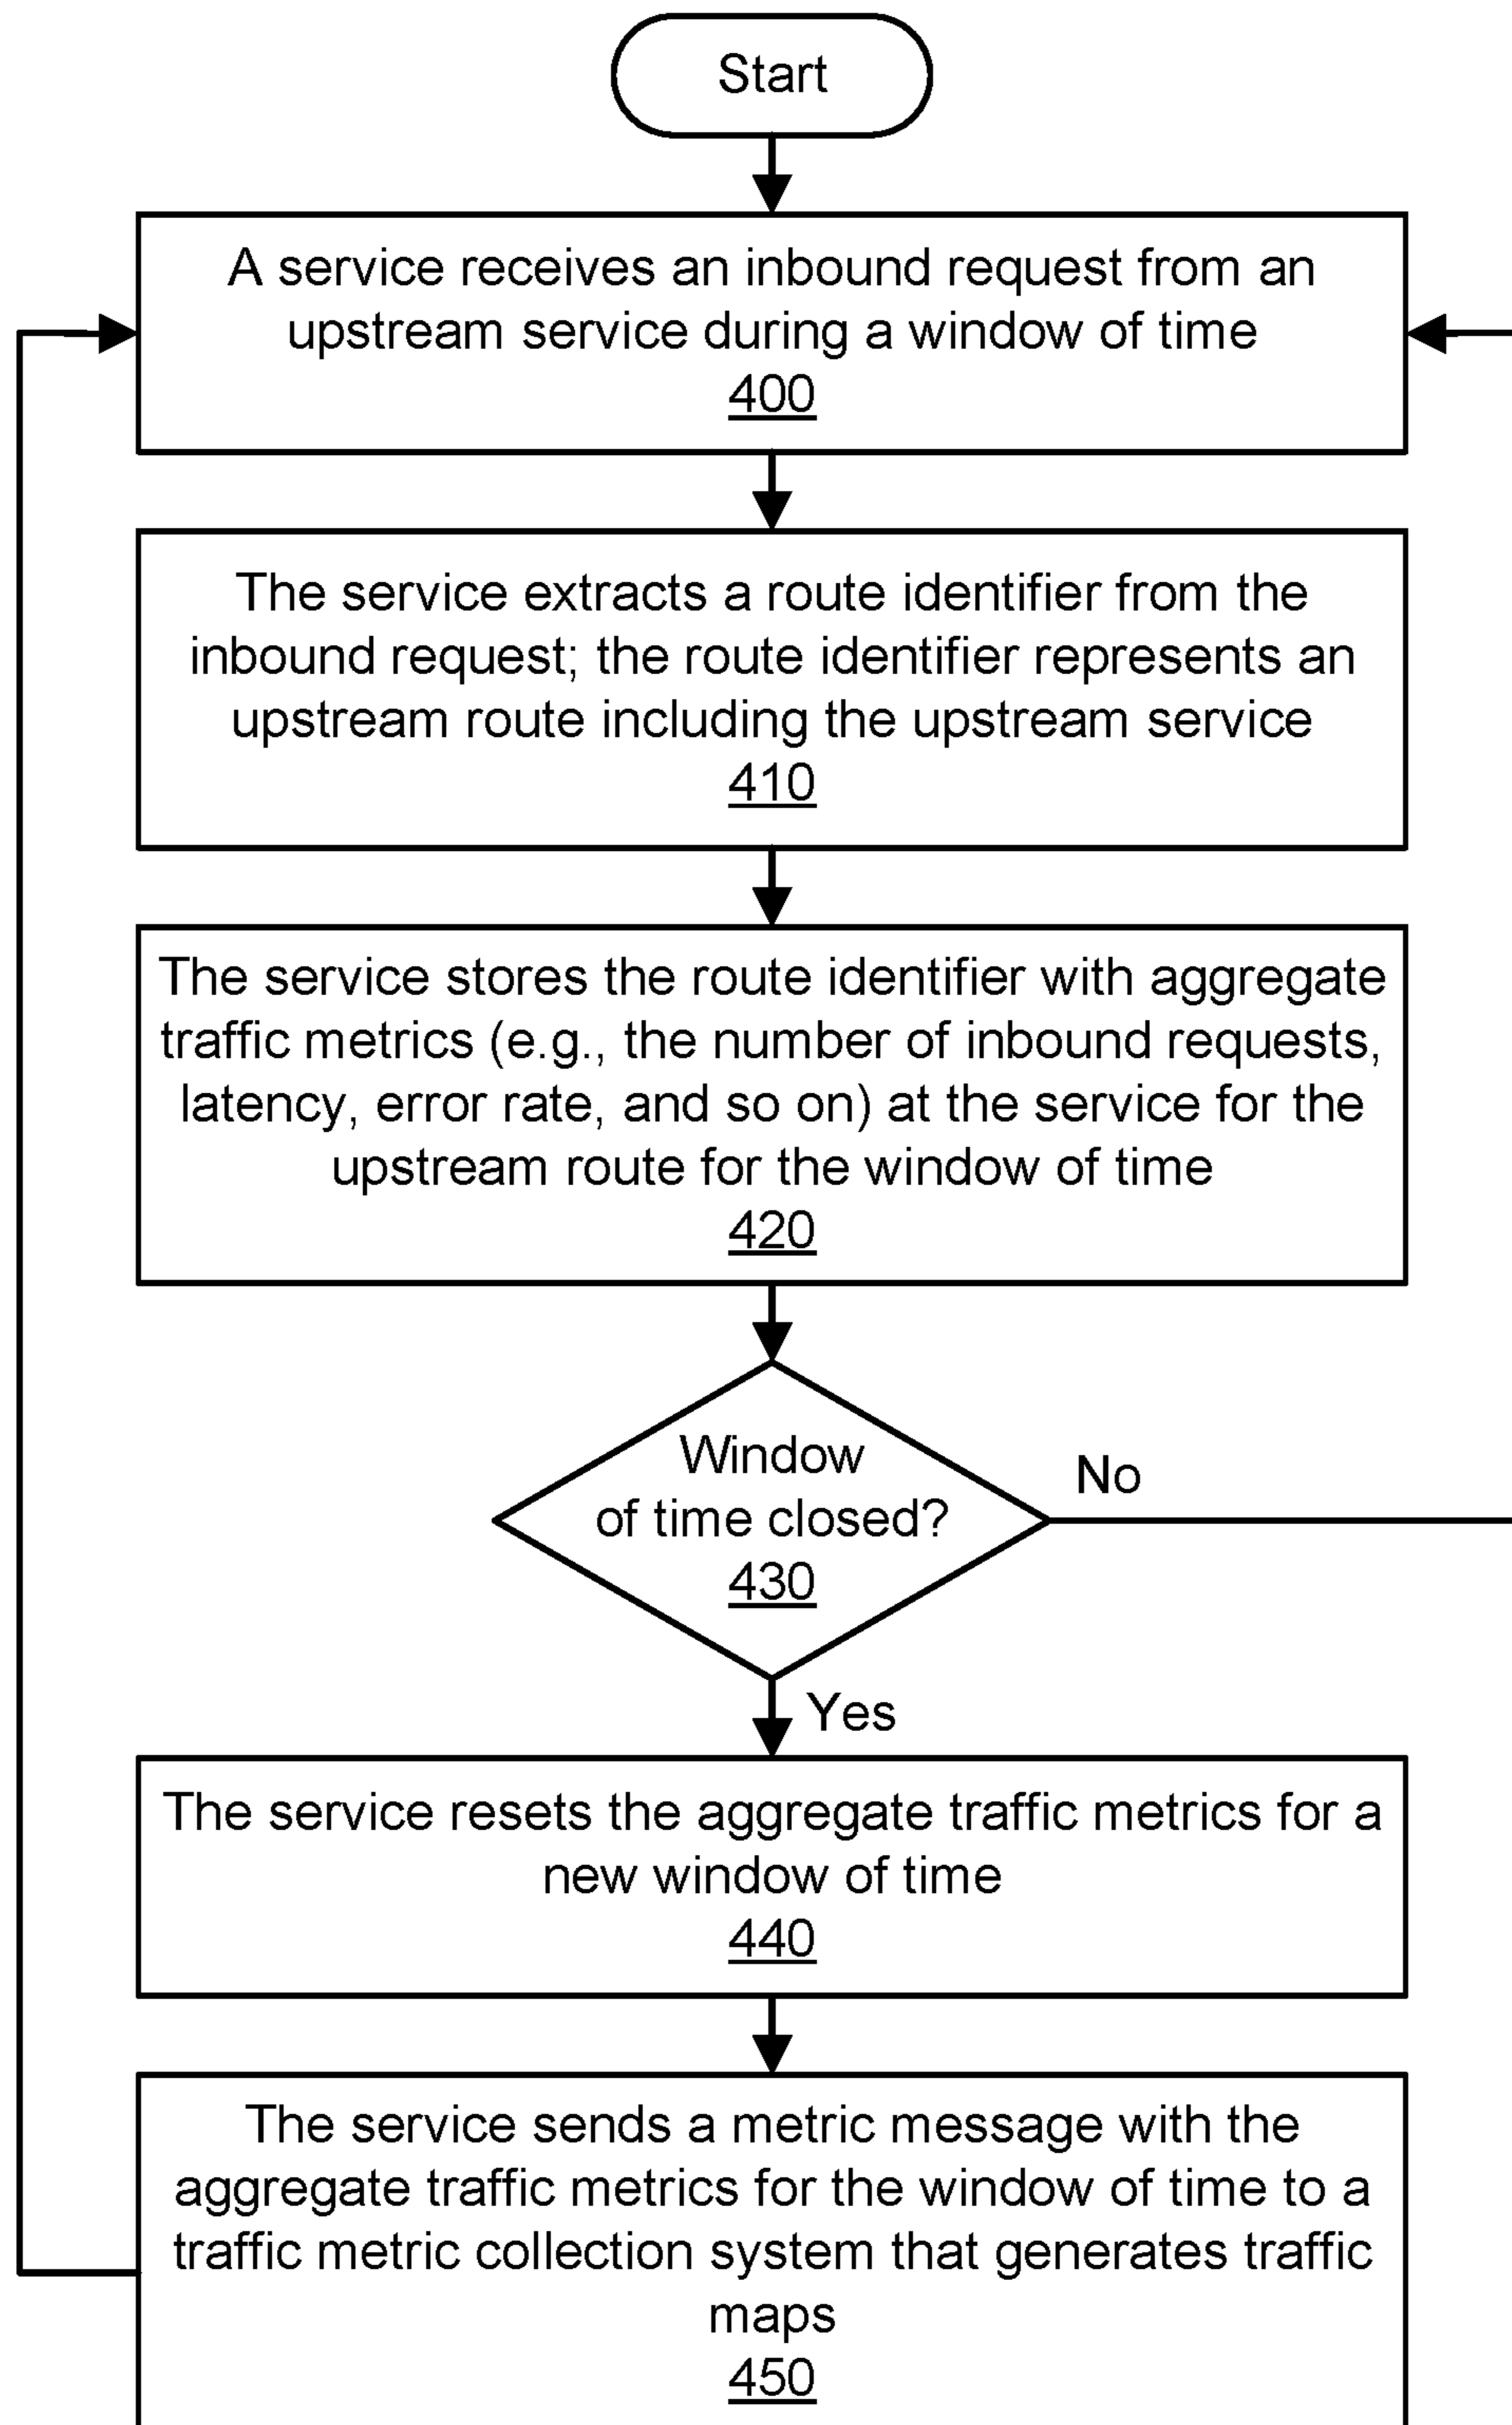 Start
A service receives an inbound request from an
upstream service during a window of time
400
The service extracts a route identifier from the
inbound request; the route identifier represents an
upstream route including the upstream service
410
The service stores the route identifier with aggregate
traffic metrics (e.g., the number of inbound requests,
latency, error rate, and so on) at the service for the
upstream route for the window of time
420
Window
of time closed?
430
No
Yes
The service resets the aggregate traffic metrics for a
new window of time
440
The service sends a metric message with the
aggregate traffic metrics for the window of time to a
traffic metric collection system that generates traffic
maps
450